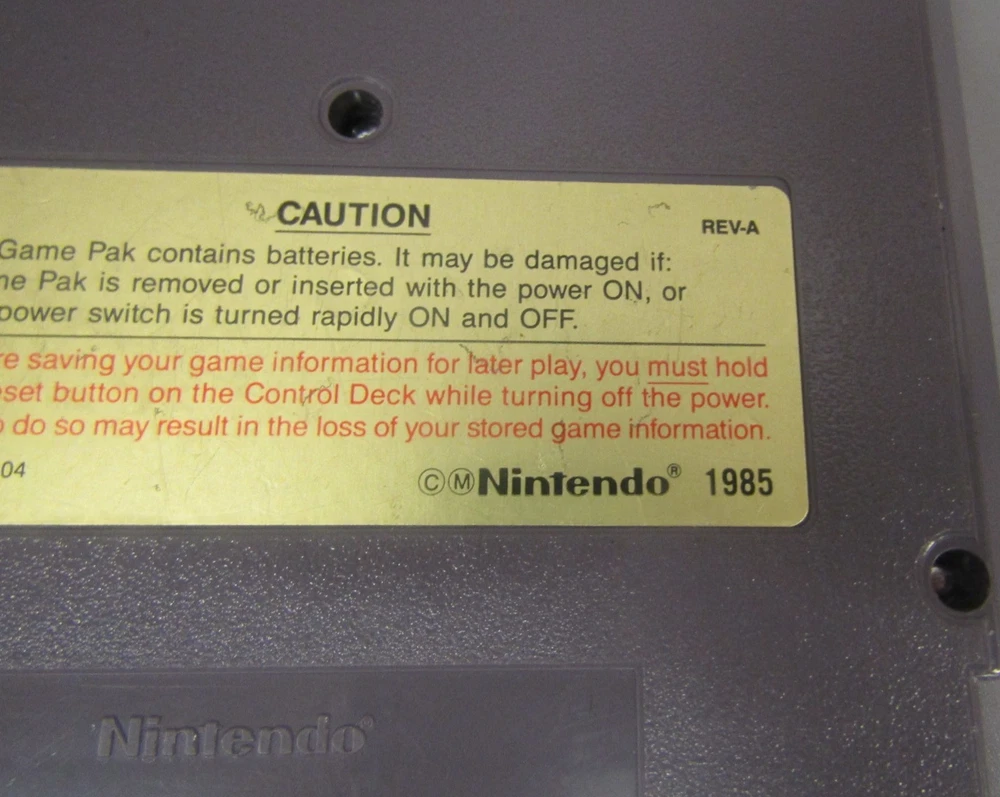 CAUTION
REV-A
Game Pak contains batteries. It may be damaged if:
ne Pak is removed or inserted with the power ON, or
power switch is turned rapidly ON and OFF.
re saving your game information for later play, you must hold
set button on the Control Deck while turning off the power.
o do so may result in the loss of your stored game information.
04
©Ⓜ Nintendo® 1985
Nintendo®